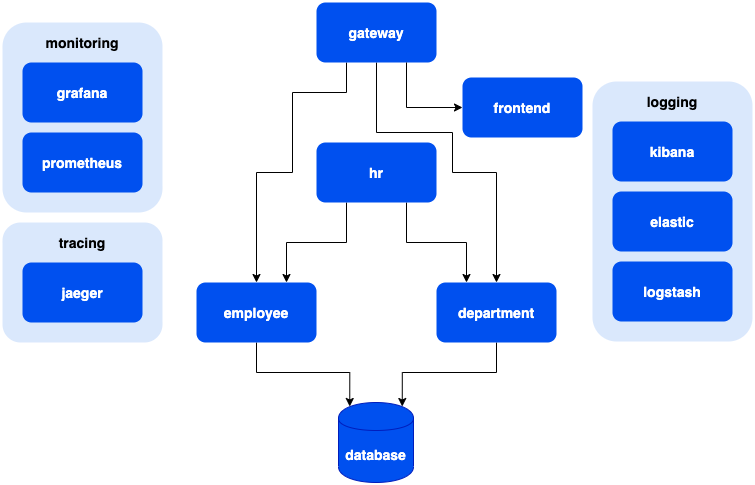 gateway
monitoring
grafana
prometheus
frontend
logging
kibana
hr
elastic
tracing
jaeger
logstash
employee
department
database